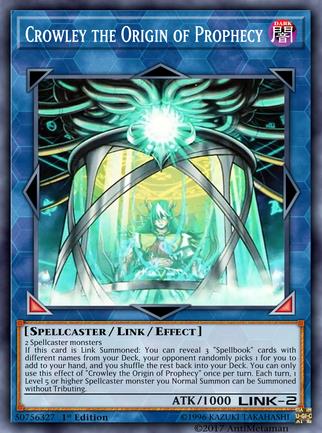 Crowley the Origin of Prophecy
DARK
闇
[Spellcaster / Link / Effect]
2 Spellcaster monsters
If this card is Link Summoned: You can reveal 3 "Spellbook" cards with
different names from your Deck, your opponent randomly picks 1 for you to
add to your hand, and you shuffle the rest back into your Deck. You can only
use this effect of "Crowley the Origin of Prophecy" once per turn. Each turn, 1
Level 5 or higher Spellcaster monster you Normal Summon can be Summoned
without Tributing.
ATK/1000 LINK-2
50756327 1st Edition ©1996 KAZUKI TAKAHASHI
©2017 AntiMetaman